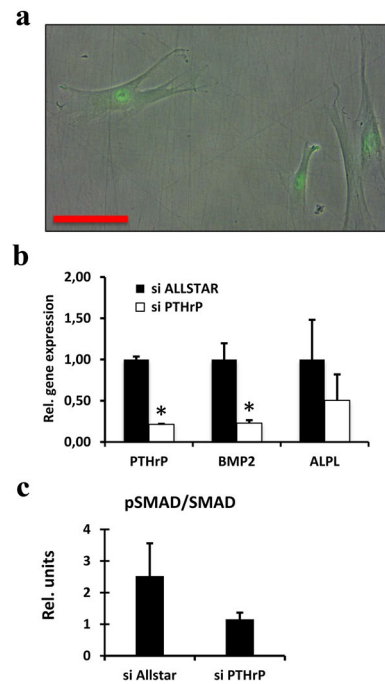 a
b
2,00
1,50
1,00
0,50
0,00
Rel. gene expression
si ALLSTAR
si PTHrP
*
*
PTHrP BMP2 ALPL
c
pSMAD/SMAD
4
3
2
1
0
Rel. units
si Allstar si PTHrP